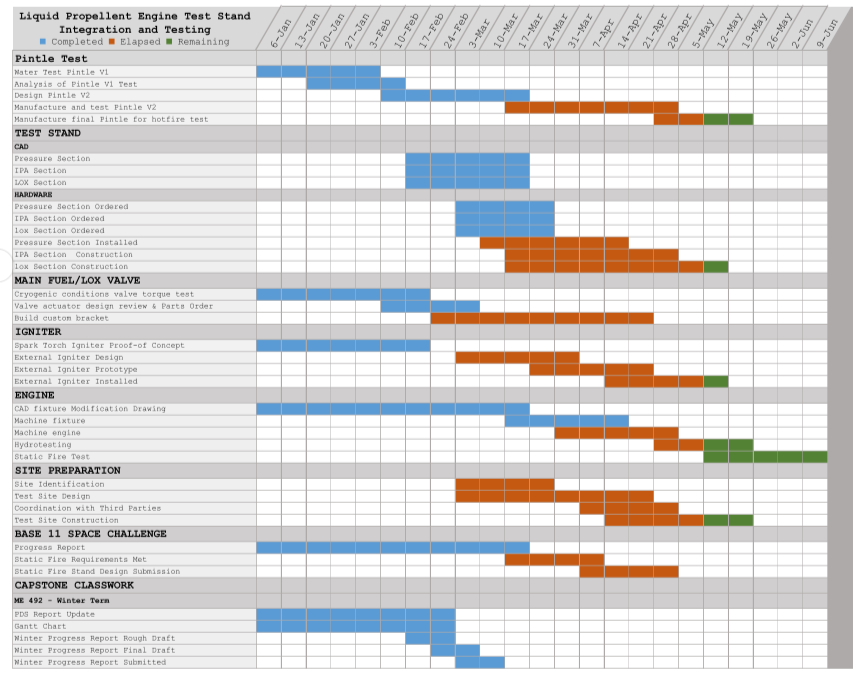 Liquid Propellent Engine Test Stand
Integration and Testing
Completed Elapsed Remaining
6-Jan 13-Jan 20-Jan 27-Jan 3-Feb 10-Feb 17-Feb 24-Feb 3-Mar 10-Mar 17-Mar 24-Mar 31-Mar 7-Apr 14-Apr 21-Apr 28-Apr 5-May 12-May 19-May 26-May 2-Jun 9-Jun
Pintle Test
Water Test Pintle V1
Analysis of Pintle V1 Test
Design Pintle V2
Manufacture and test Pintle V2
Manufacture final Pintle for hotfire test
TEST STAND
CAD
Pressure Section
IPA Section
LOX Section
HARDWARE
Pressure Section Ordered
IPA Section Ordered
lox Section Ordered
Pressure Section Installed
IPA Section Construction
lox Section Construction
MAIN FUEL/LOX VALVE
Cryogenic conditions valve torque test
Valve actuator design review & Parts Order
Build custom bracket
IGNITER
Spark Torch Igniter Proof-of Concept
External Igniter Design
External Igniter Prototype
External Igniter Installed
ENGINE
CAD fixture Modification Drawing
Machine fixture
Machine engine
Hydrotesting
Static Fire Test
SITE PREPARATION
Site Identification
Test Site Design
Coordination with Third Parties
Test Site Construction
BASE 11 SPACE CHALLENGE
Progress Report
Static Fire Requirements Met
Static Fire Stand Design Submission
CAPSTONE CLASSWORK
ME 492 - Winter Term
PDS Report Update
Gantt Chart
Winter Progress Report Rough Draft
Winter Progress Report Final Draft
Winter Progress Report Submitted